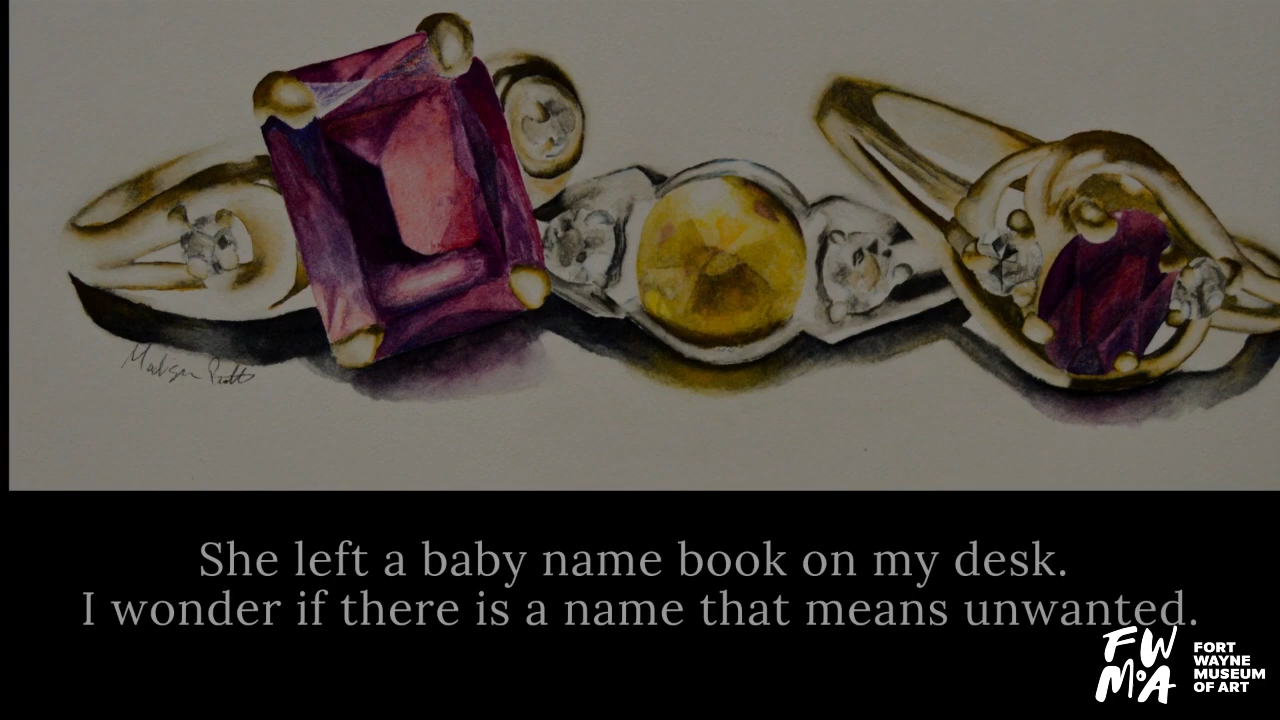 She left a baby name book on my desk.
I wonder if there is a name that means unwanted.
FW
MoA
FORT
WAYNE
MUSEUM
OF ART